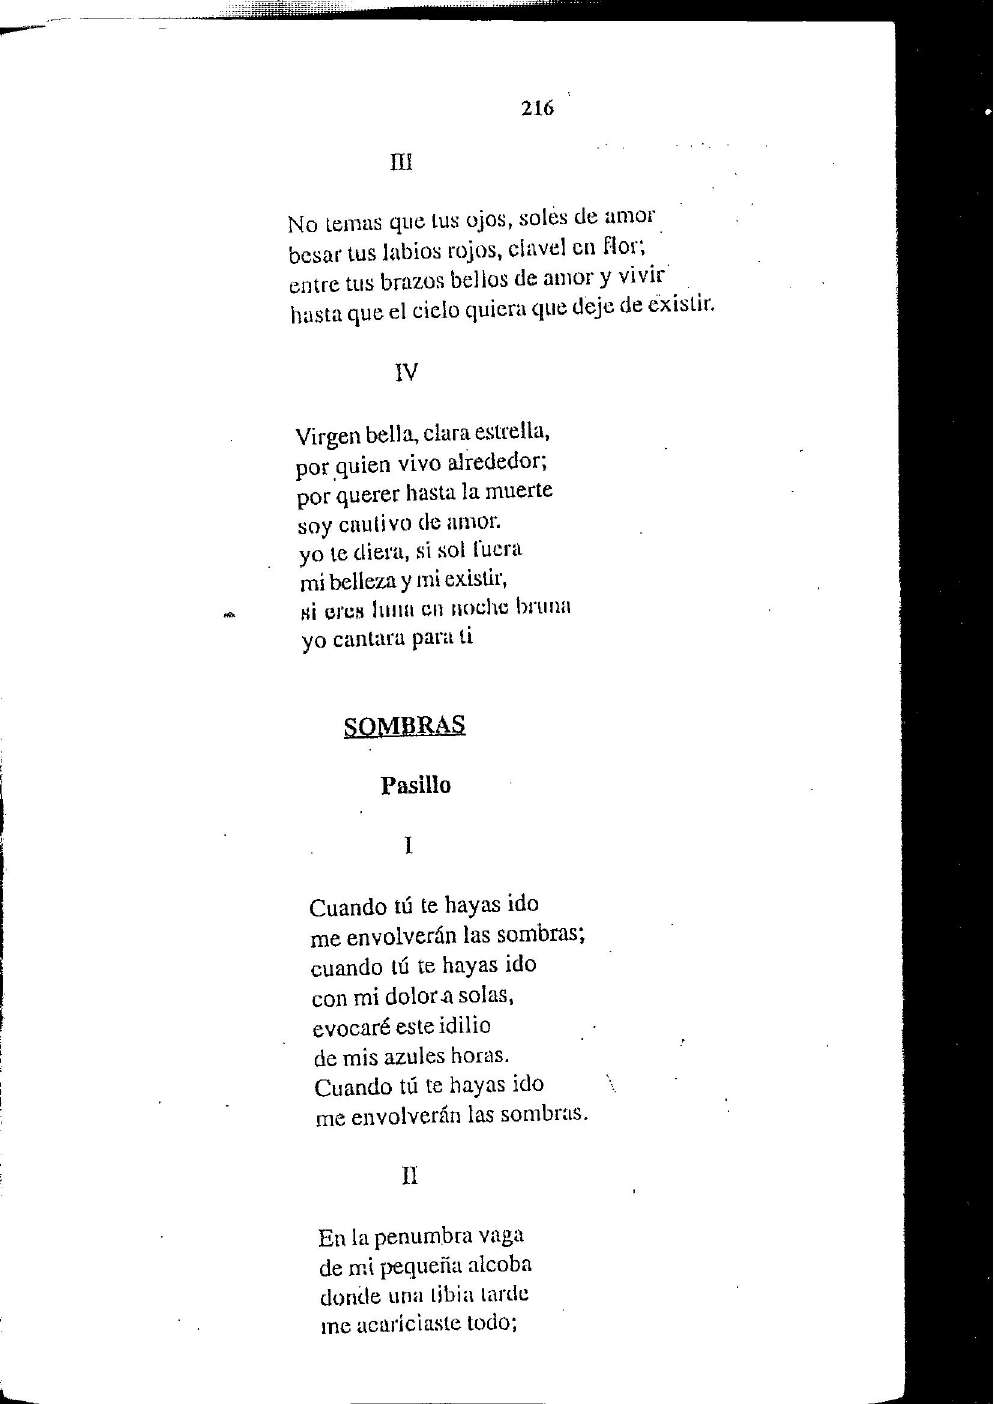 216
III
No temas que tus ojos, soles de amor
besar tus labios rojos, clavel en flor;
entre tus brazos bellos de amor y vivir
hasta que el cielo quiera que deje de existir.
IV
Virgen bella, clara estrella,
por quien vivo alrededor;
por querer hasta la muerte
soy cautivo de amor.
yo te diera, si sol fuera
mi belleza y mi existir,
si eres luna en noche bruna
yo cantara para ti
SOMBRAS
Pasillo
I
Cuando tú te hayas ido
me envolverán las sombras;
cuando tú te hayas ido
con mi dolor a solas,
evocaré este idilio
de mis azules horas.
Cuando tú te hayas ido
me envolverán las sombras.
II
En la penumbra vaga
de mi pequeña alcoba
donde una tibia tarde
me acariciaste todo;